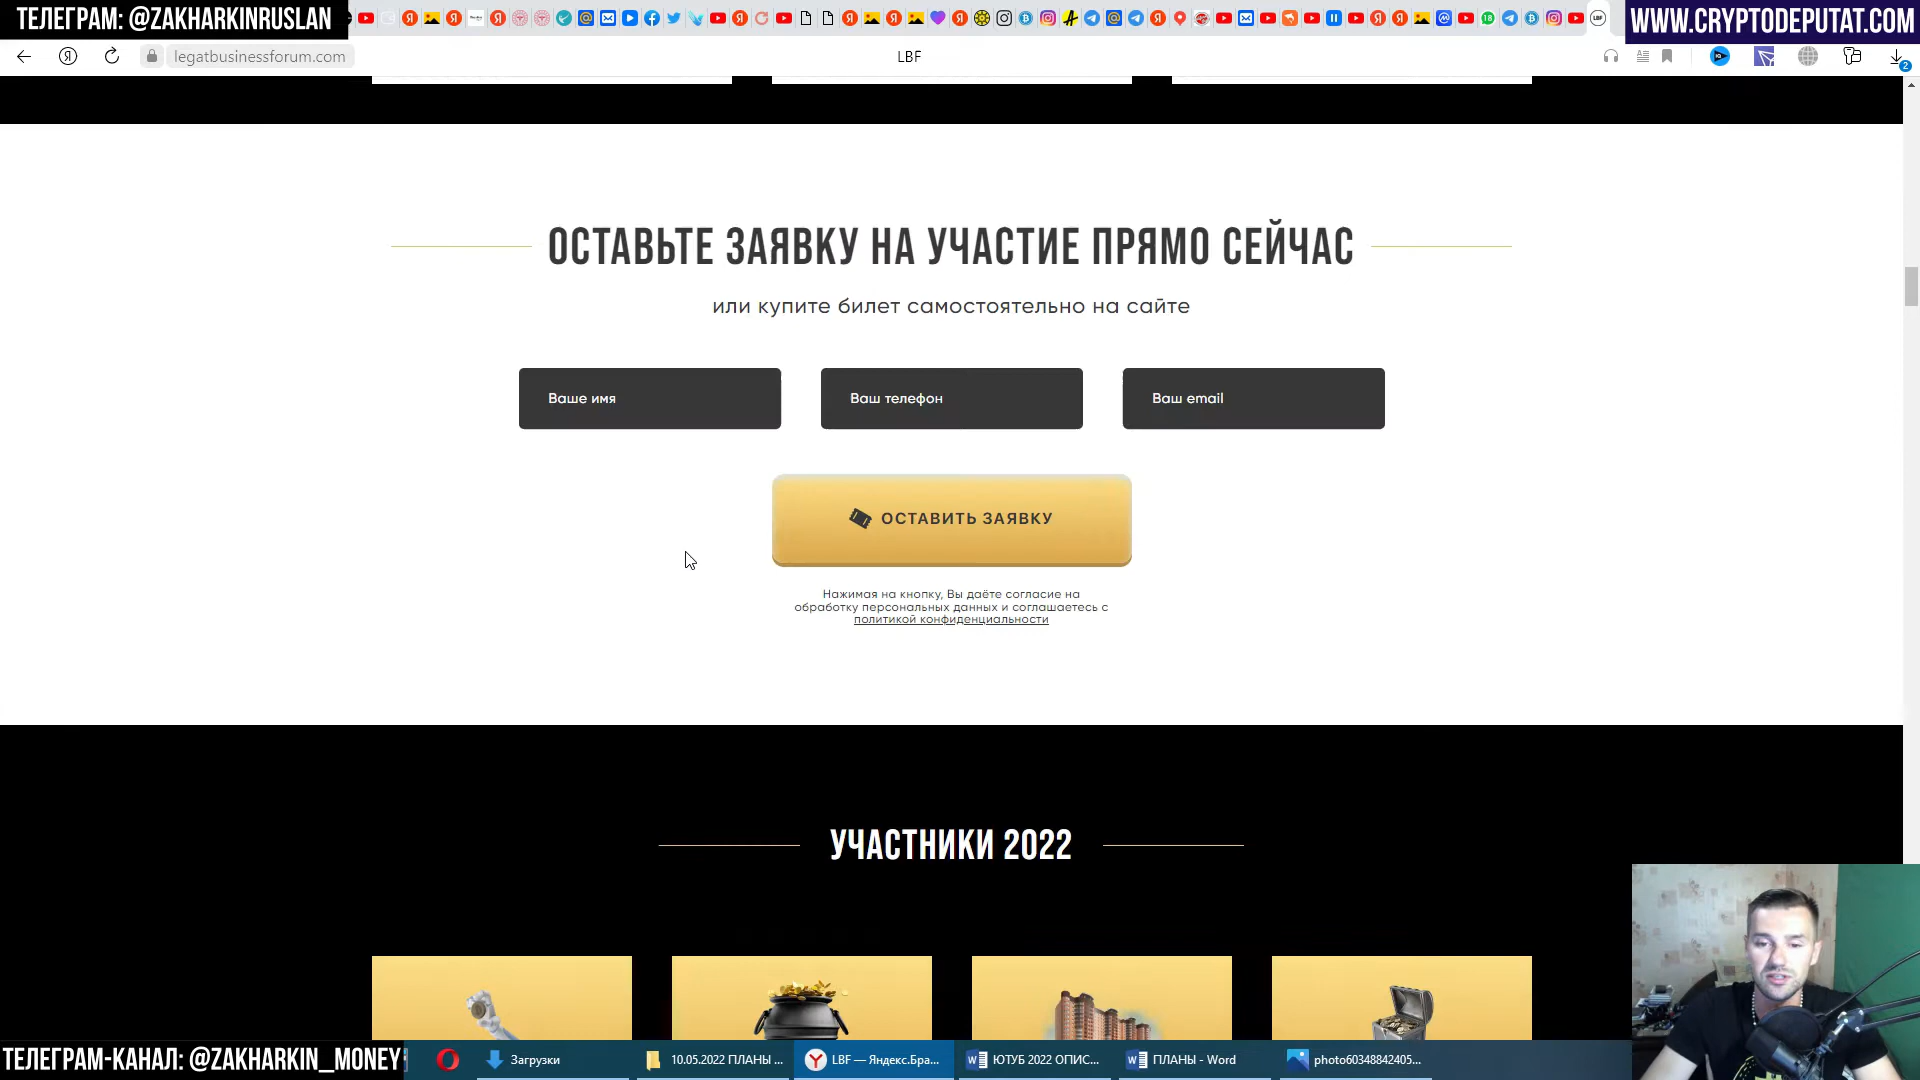 ТЕЛЕГРАМ: @ZAKHARKINRUSLAN
WWW.CRYPTODEPUTAT.COM
legatbusinessforum.com
LBF
2
ОСТАВЬТЕ ЗАЯВКУ НА УЧАСТИЕ ПРЯМО СЕЙЧАС
или купите билет самостоятельно на сайте
Ваше имя
Ваш телефон
Ваш email
ОСТАВИТЬ ЗАЯВКУ
Нажимая на кнопку, Вы даёте согласие на
обработку персональных данных и соглашаетесь с
политикой конфиденциальности
УЧАСТНИКИ 2022
ТЕЛЕГРАМ-КАНАЛ: @ZAKHARKIN_MONEY
Загрузки
10.05.2022 ПЛАНЫ ...
LBF — Яндекс.Бра...
ЮТУБ 2022 ОПИС...
ПЛАНЫ - Word
photo60348842405...